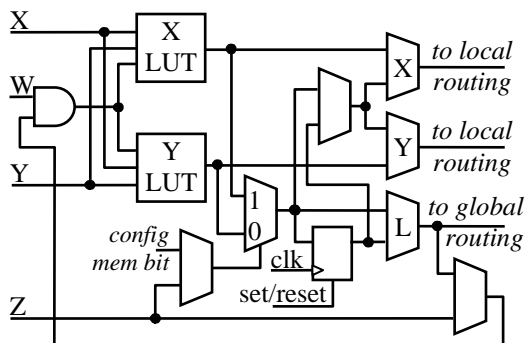 X
X
LUT
to local
routing
X
W
Y
LUT
to local
routing
Y
Y
1
0
config
mem bit
to global
routing
L
clk
set/reset
Z